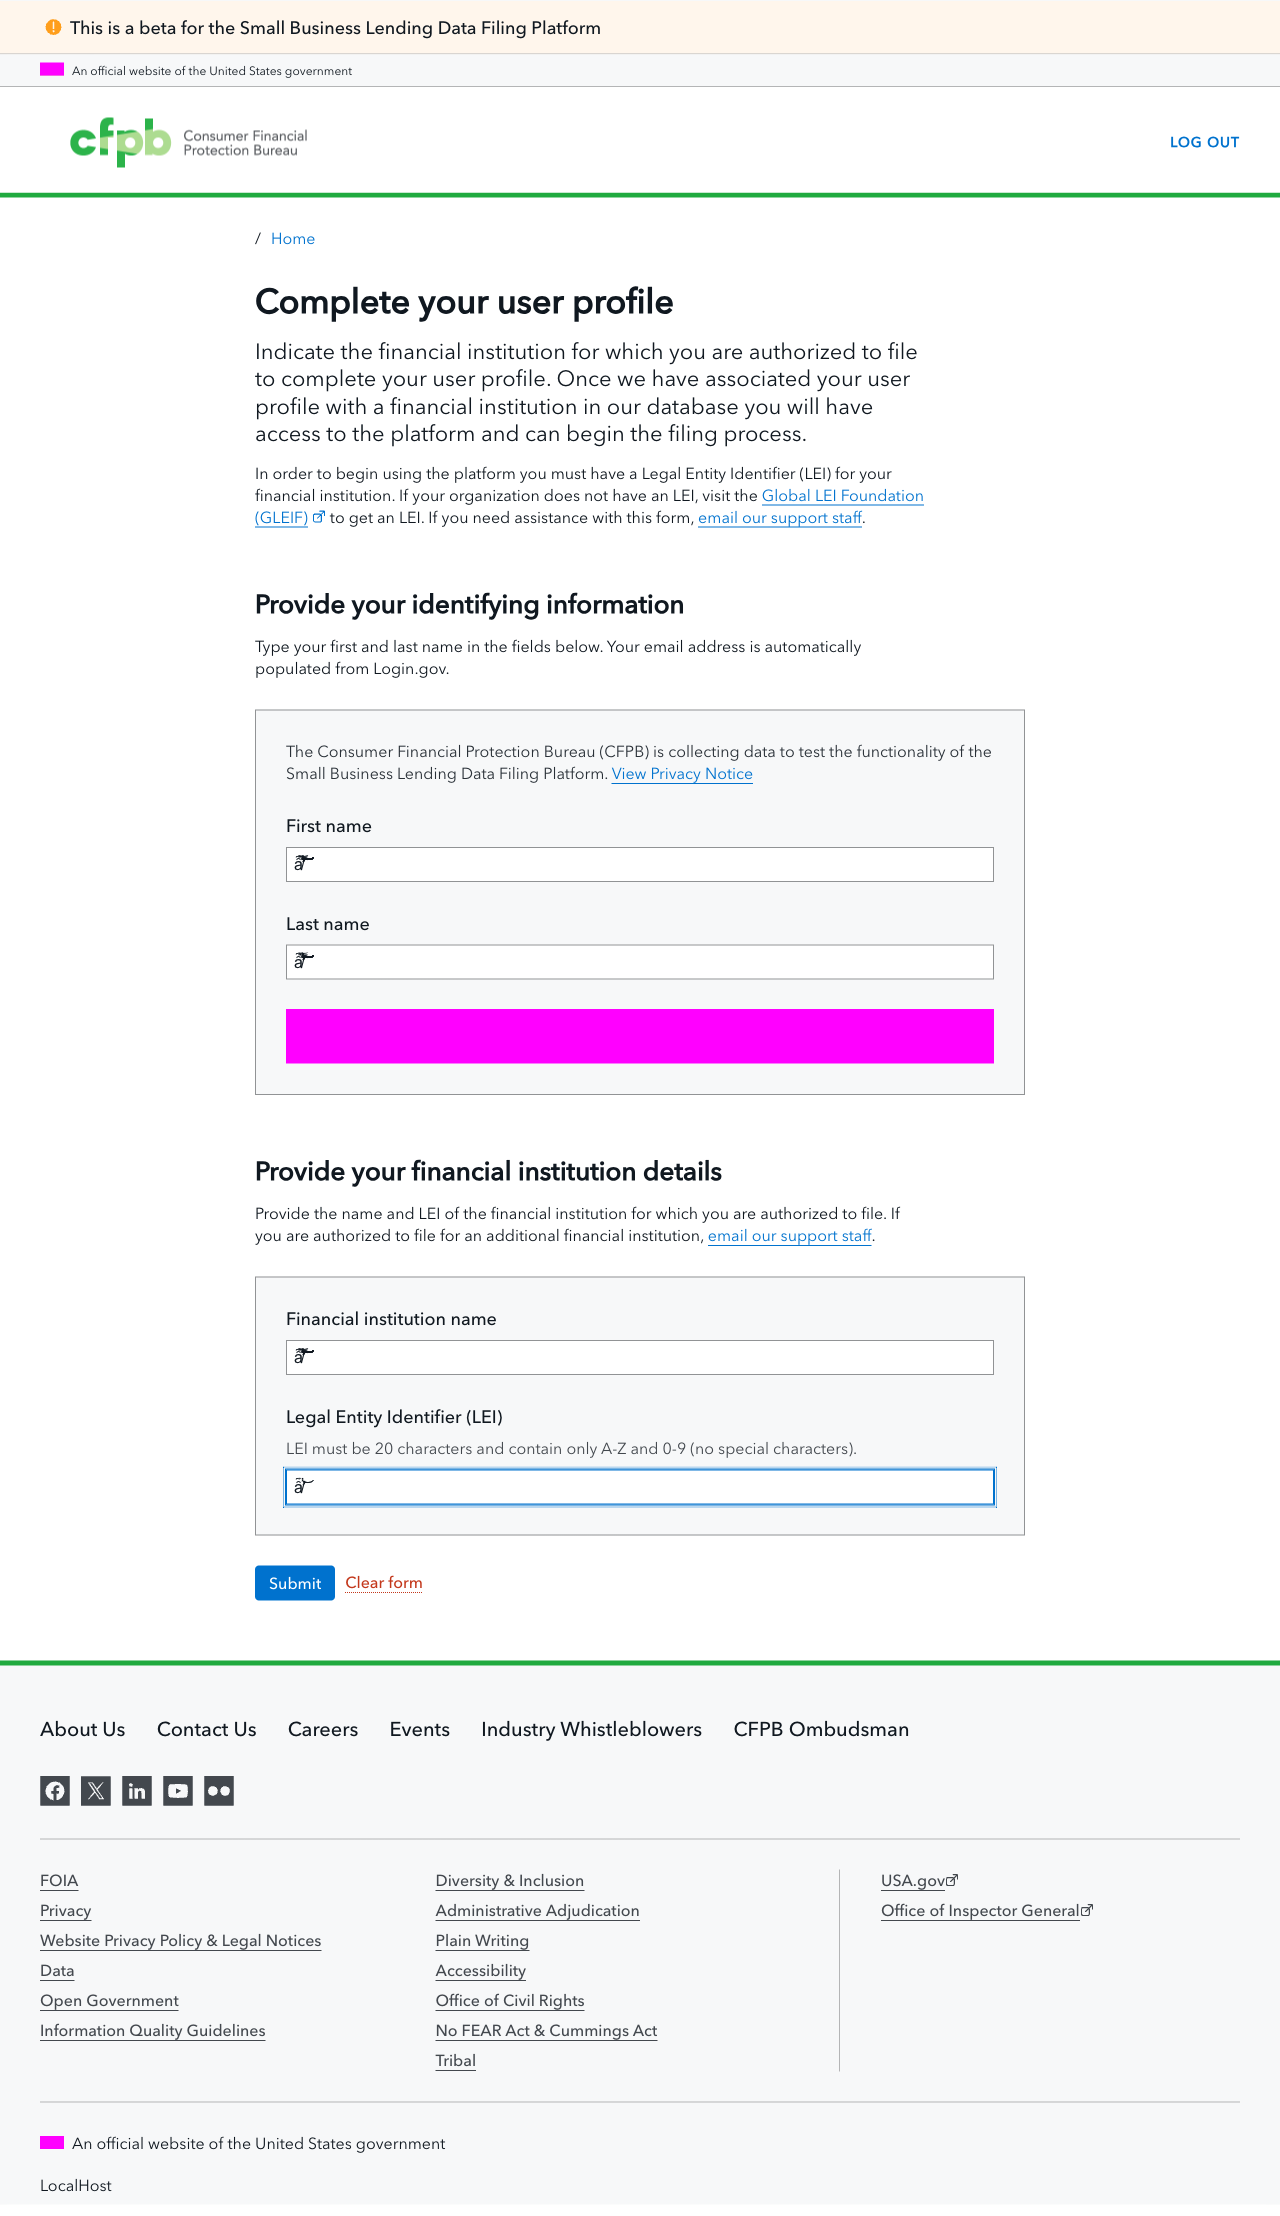 This is a beta for the Small Business Lending Data Filing Platform
An official website of the United States government
cfpb Consumer Financial
Protection Bureau
LOG OUT
/ Home
Complete your user profile
Indicate the financial institution for which you are authorized to file
to complete your user profile. Once we have associated your user
profile with a financial institution in our database you will have
access to the platform and can begin the filing process.
In order to begin using the platform you must have a Legal Entity Identifier (LEI) for your
financial institution. If your organization does not have an LEI, visit the Global LEI Foundation
(GLEIF) to get an LEI. If you need assistance with this form, email our support staff.
Provide your identifying information
Type your first and last name in the fields below. Your email address is automatically
populated from Login.gov.
The Consumer Financial Protection Bureau (CFPB) is collecting data to test the functionality of the
Small Business Lending Data Filing Platform. View Privacy Notice
First name
Last name
Provide your financial institution details
Provide the name and LEI of the financial institution for which you are authorized to file. If
you are authorized to file for an additional financial institution, email our support staff.
Financial institution name
Legal Entity Identifier (LEI)
LEI must be 20 characters and contain only A-Z and 0-9 (no special characters).
Submit Clear form
About Us Contact Us Careers Events Industry Whistleblowers CFPB Ombudsman
FOIA
Privacy
Website Privacy Policy & Legal Notices
Data
Open Government
Information Quality Guidelines
Diversity & Inclusion
Administrative Adjudication
Plain Writing
Accessibility
Office of Civil Rights
No FEAR Act & Cummings Act
Tribal
USA.gov
Office of Inspector General
An official website of the United States government
LocalHost